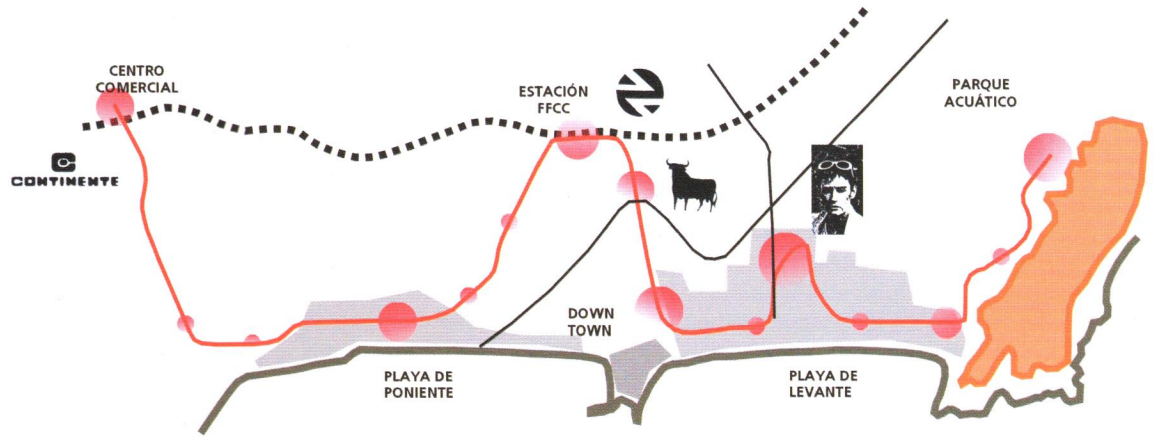 CENTRO
COMERCIAL
CONTINENTE
ESTACIÓN
FFCC
PARQUE
ACUÁTICO
DOWN
TOWN
PLAYA DE
PONIENTE
PLAYA DE
LEVANTE